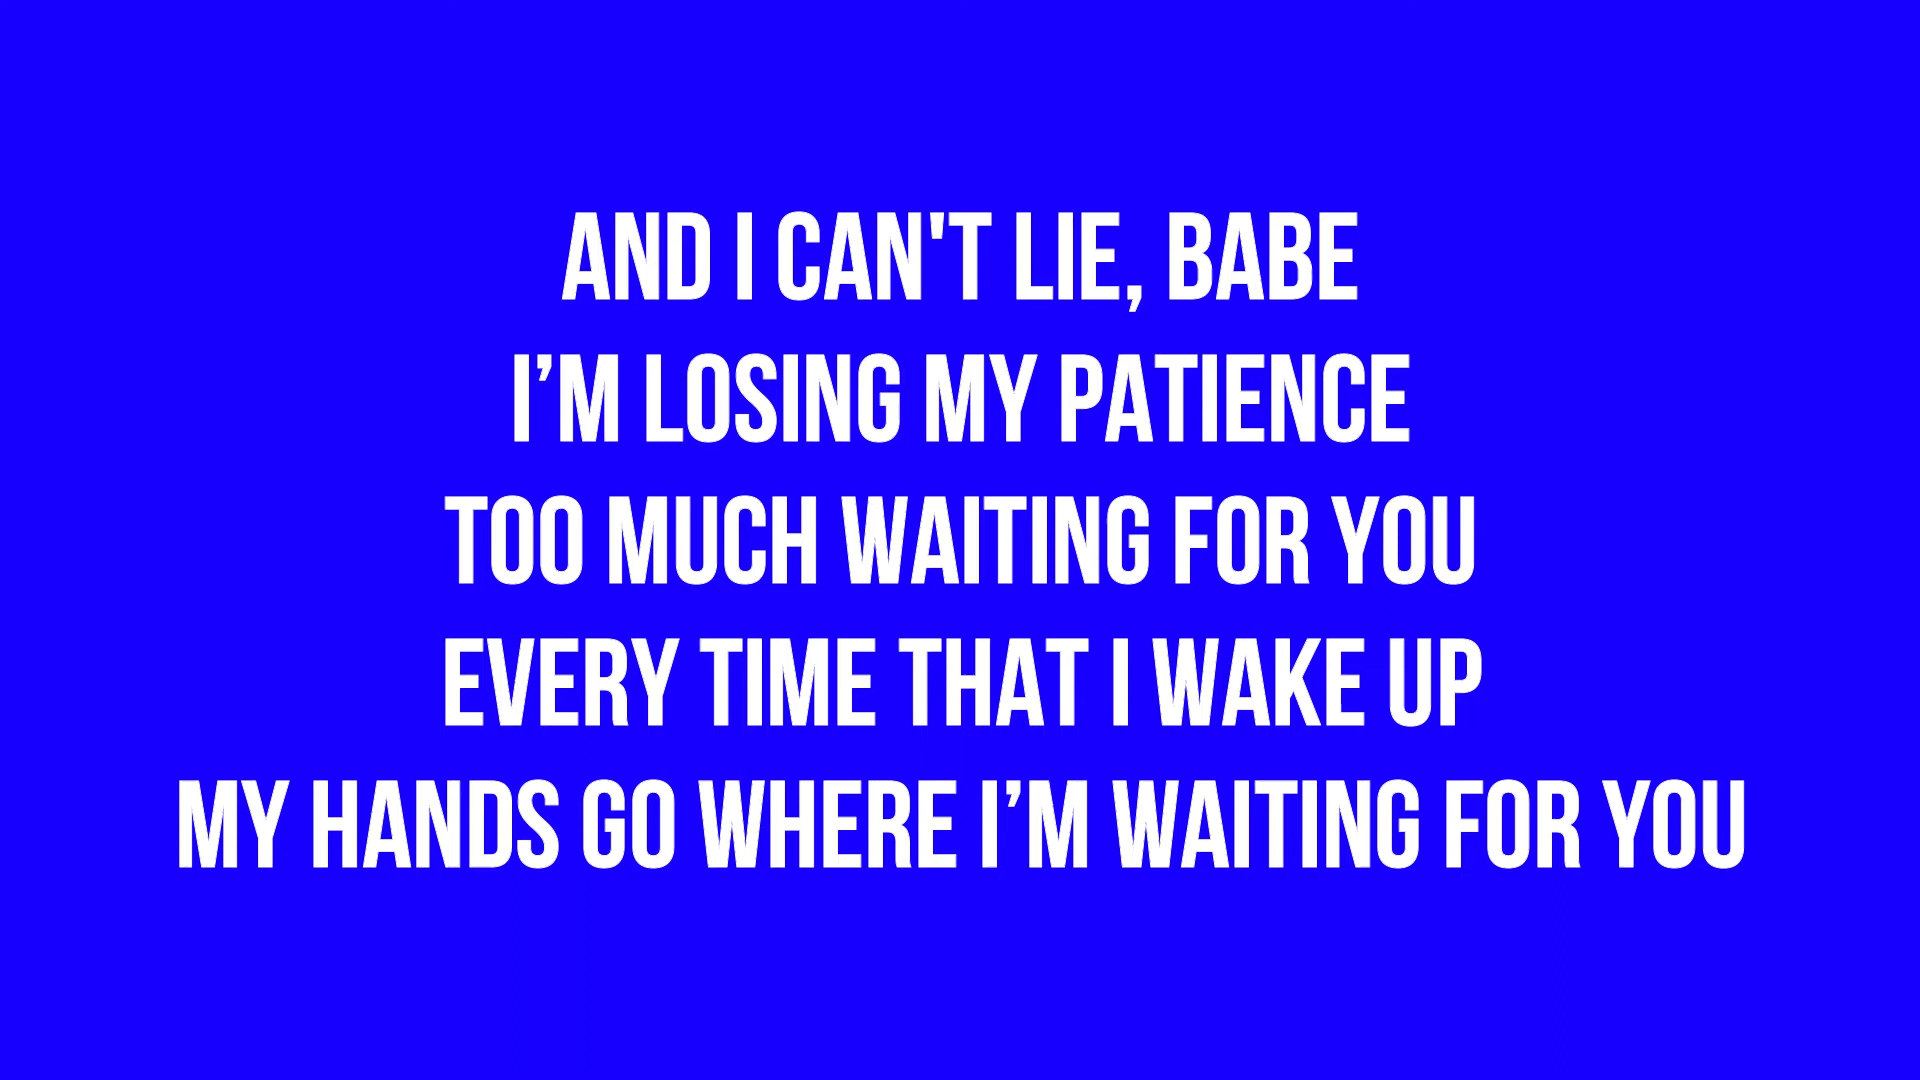 AND I CAN'T LIE, BABE
I’M LOSING MY PATIENCE
TOO MUCH WAITING FOR YOU
EVERY TIME THAT I WAKE UP
MY HANDS GO WHERE I’M WAITING FOR YOU